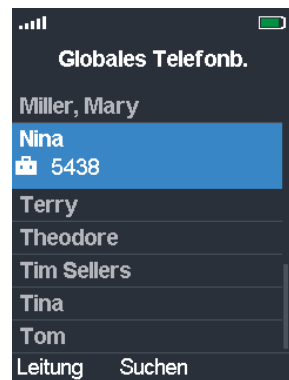 Globales Telefonb.
Miller, Mary
Nina
5438
Terry
Theodore
Tim Sellers
Tina
Tom
Leitung Suchen